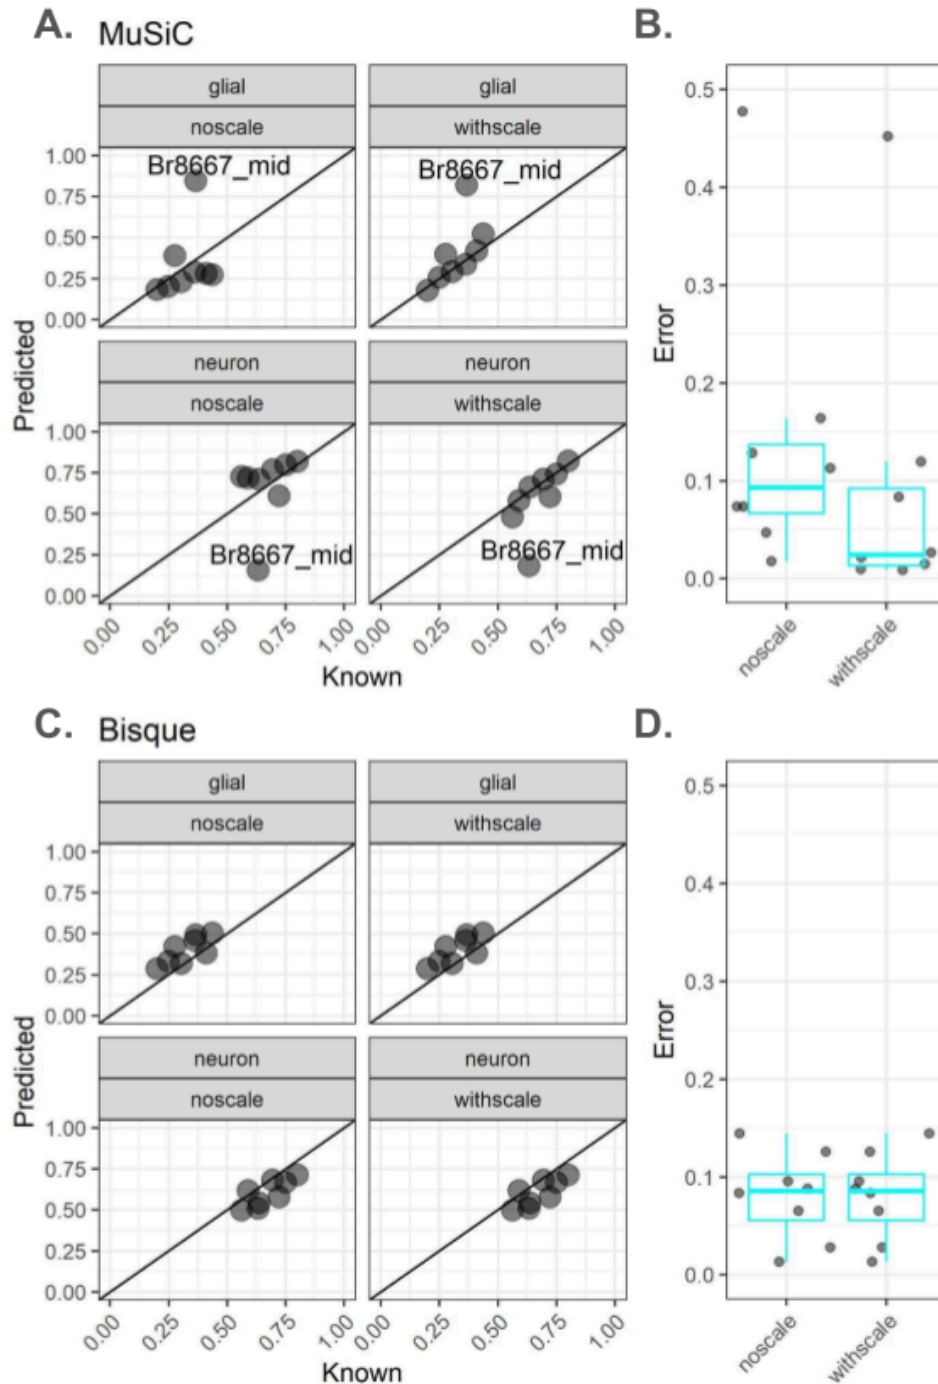 A. MuSiC
B.
glial
glial
noscale
withscale
Br8667_mid
Br8667_mid
1.00
0.75
0.50
0.25
0.00
neuron
neuron
noscale
withscale
1.00
0.75
0.50
0.25
0.00
Br8667_mid
Br8667_mid
0.00
0.25
0.50
0.75
1.00
0.00
0.25
0.50
0.75
1.00
Predicted
Known
0.5
0.4
0.3
0.2
0.1
0.0
Error
noscale
withscale
C. Bisque
D.
glial
glial
noscale
withscale
1.00
0.75
0.50
0.25
0.00
neuron
neuron
noscale
withscale
1.00
0.75
0.50
0.25
0.00
0.00
0.25
0.50
0.75
1.00
0.00
0.25
0.50
0.75
1.00
Predicted
Known
0.5
0.4
0.3
0.2
0.1
0.0
Error
noscale
withscale